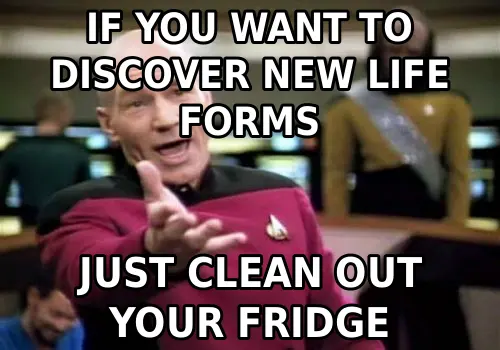 IF YOU WANT TO
DISCOVER NEW LIFE
FORMS
JUST CLEAN OUT
YOUR FRIDGE